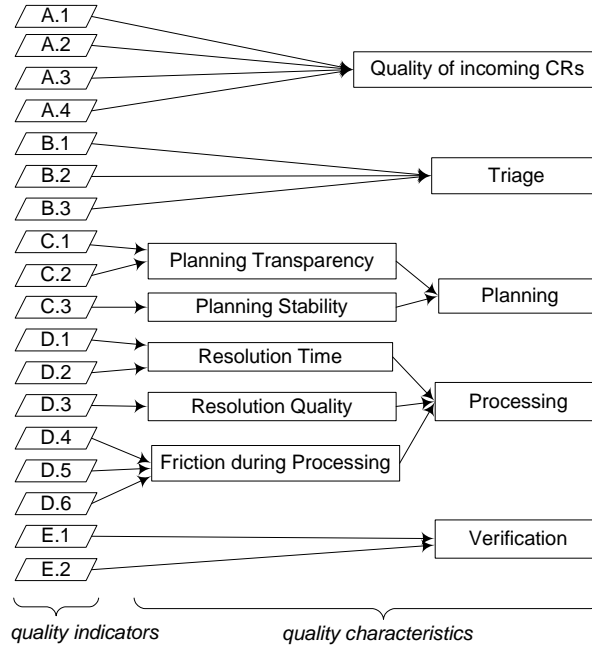 A.1
A.2
A.3
A.4
Quality of incoming CRs
B.1
B.2
B.3
Triage
C.1
C.2
C.3
Planning Transparency
Planning Stability
Planning
D.1
D.2
D.3
D.4
D.5
D.6
Resolution Time
Resolution Quality
Friction during Processing
Processing
E.1
E.2
Verification
quality indicators
quality characteristics